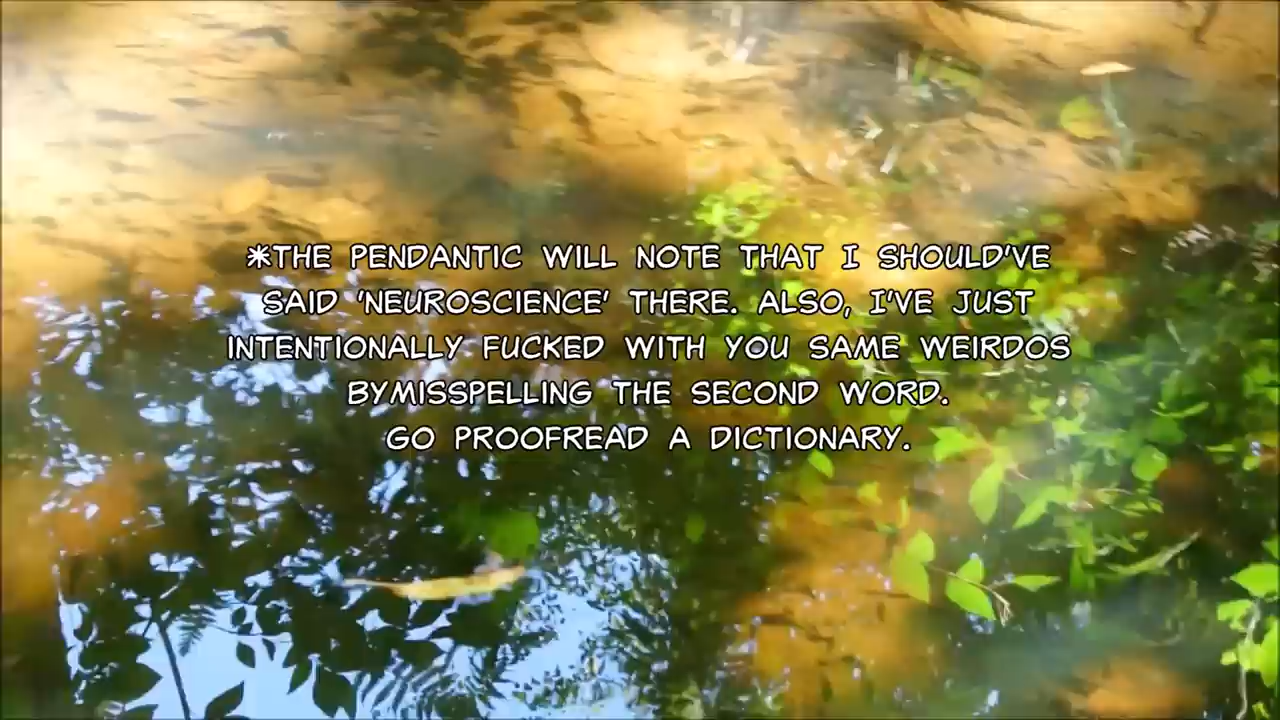 *THE PENDANTIC WILL NOTE THAT I SHOULD'VE
SAID 'NEUROSCIENCE' THERE. ALSO, I'VE JUST
INTENTIONALLY FUCKED WITH YOU SAME WEIRDOS
BYMISSPELLING THE SECOND WORD.
GO PROOFREAD A DICTIONARY.